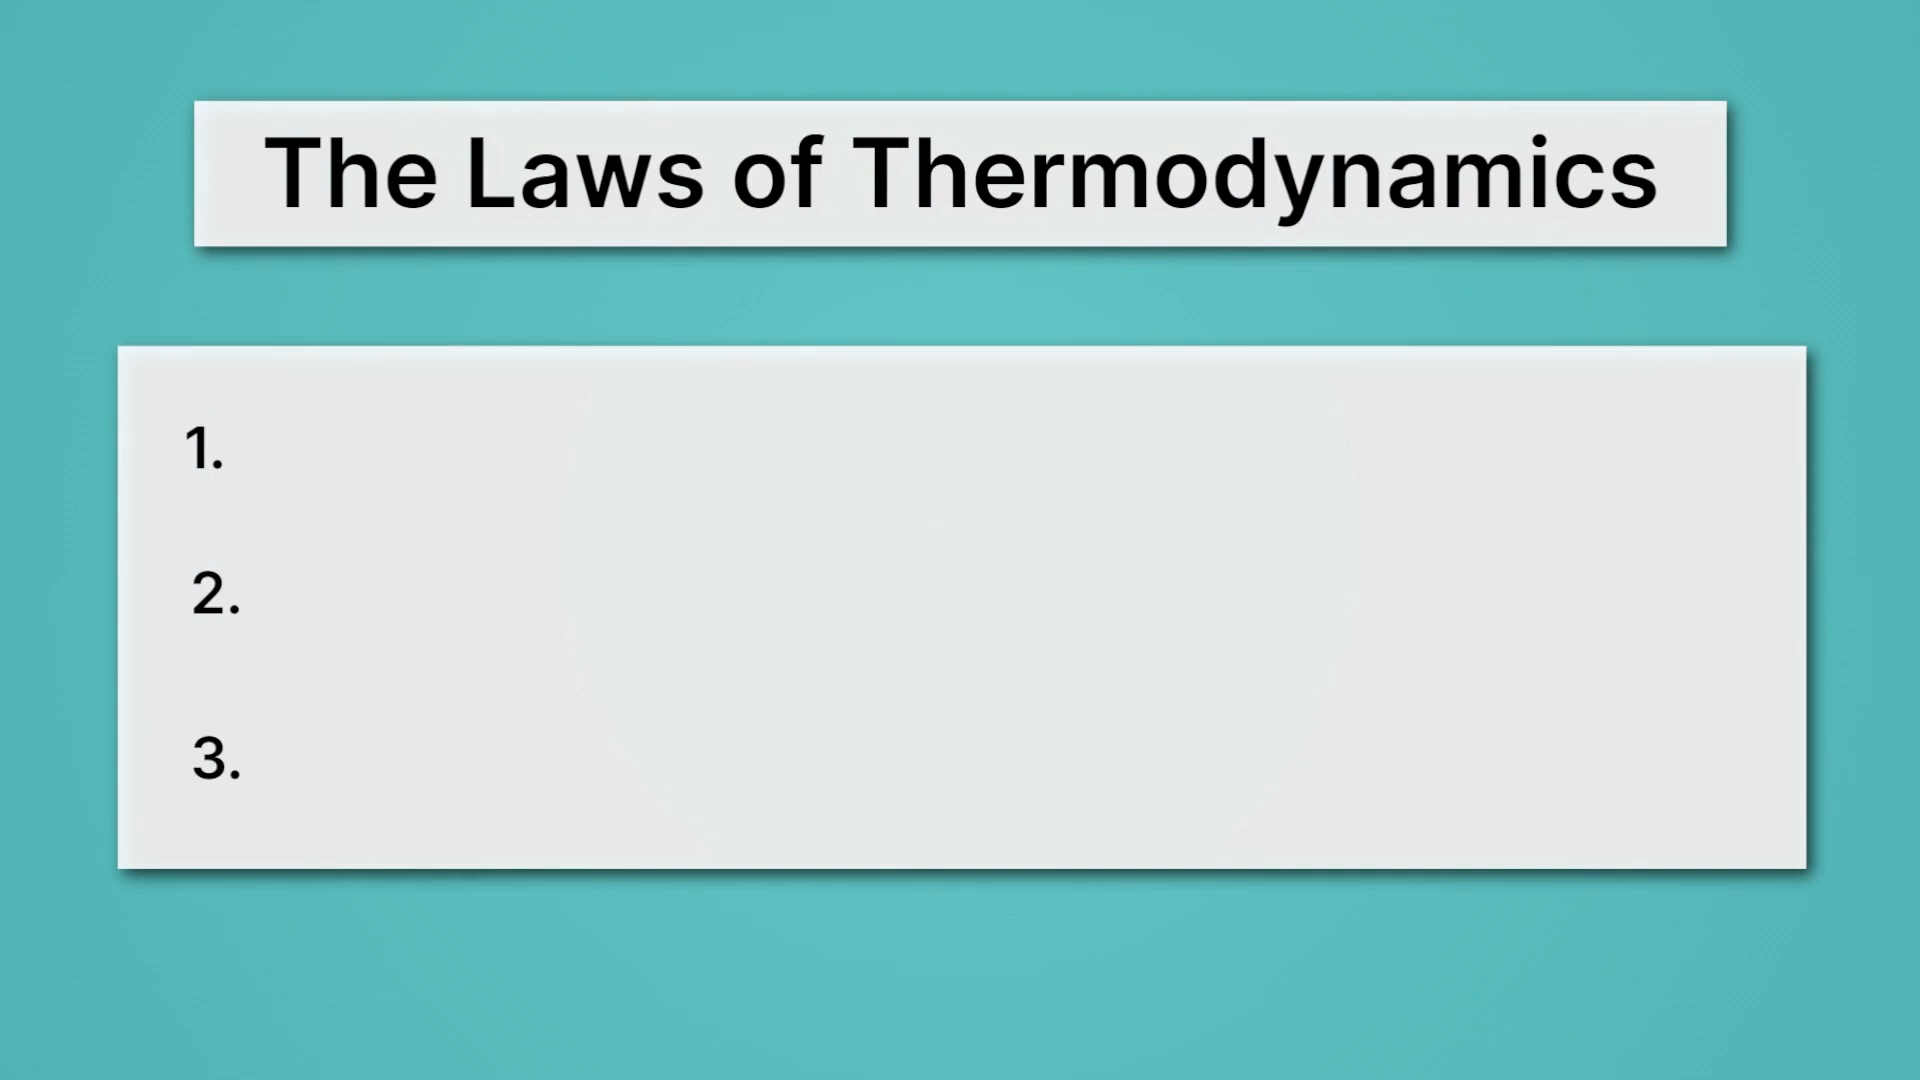 The Laws of Thermodynamics
1.
2.
3.